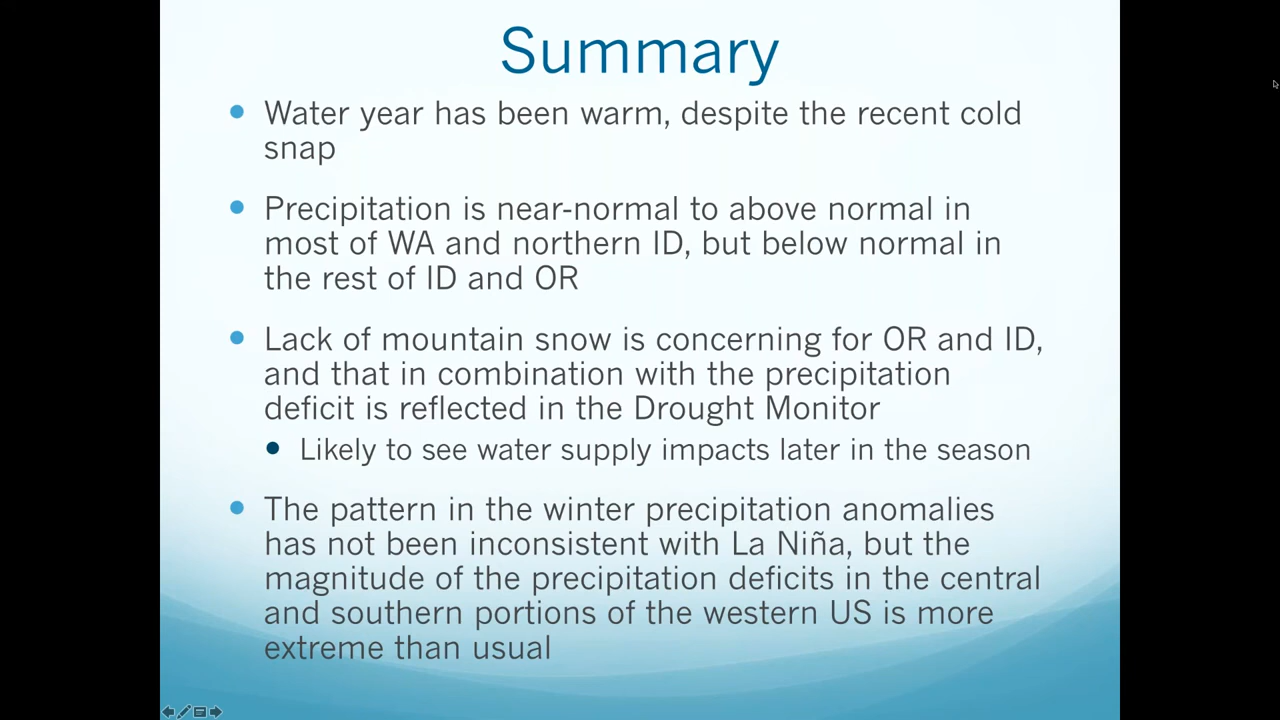 Summary
Water year has been warm, despite the recent cold
snap
Precipitation is near-normal to above normal in
most of WA and northern ID, but below normal in
the rest of ID and OR
Lack of mountain snow is concerning for OR and ID,
and that in combination with the precipitation
deficit is reflected in the Drought Monitor
Likely to see water supply impacts later in the season
The pattern in the winter precipitation anomalies
has not been inconsistent with La Niña, but the
magnitude of the precipitation deficits in the central
and southern portions of the western US is more
extreme than usual